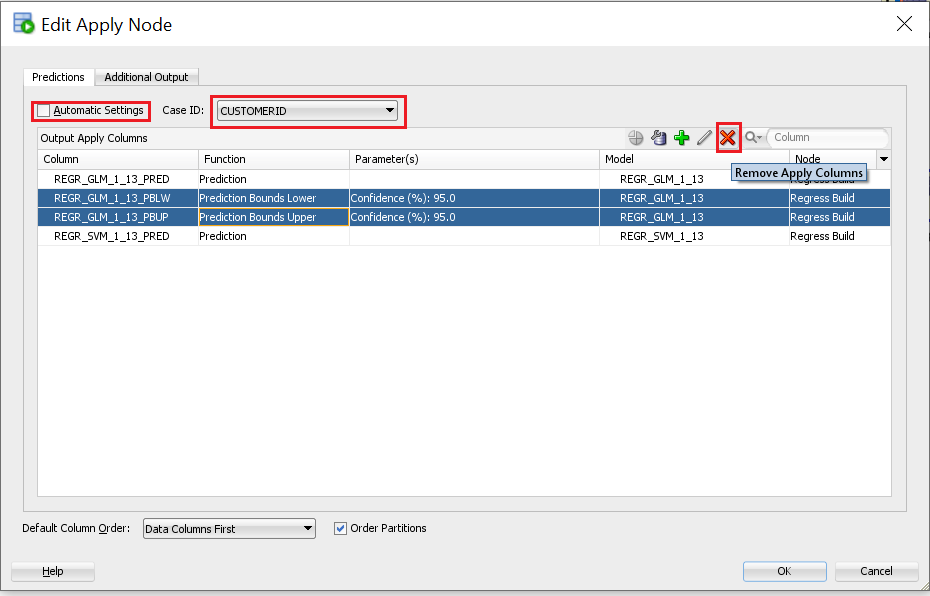 Edit Apply Node
Predictions Additional Output
Automatic Settings Case ID: CUSTOMERID
Output Apply Columns Column
Column Function Parameter(s) Model Node
Remove Apply Columns
REGR_GLM_1_13_PRED Prediction REGR_GLM_1_13 Regress Build
REGR_GLM_1_13_PBLW Prediction Bounds Lower Confidence (%): 95.0 REGR_GLM_1_13 Regress Build
REGR_GLM_1_13_PBUP Prediction Bounds Upper Confidence (%): 95.0 REGR_GLM_1_13 Regress Build
REGR_SVM_1_13_PRED Prediction REGR_SVM_1_13 Regress Build
Default Column Order: Data Columns First Order Partitions
Help OK Cancel